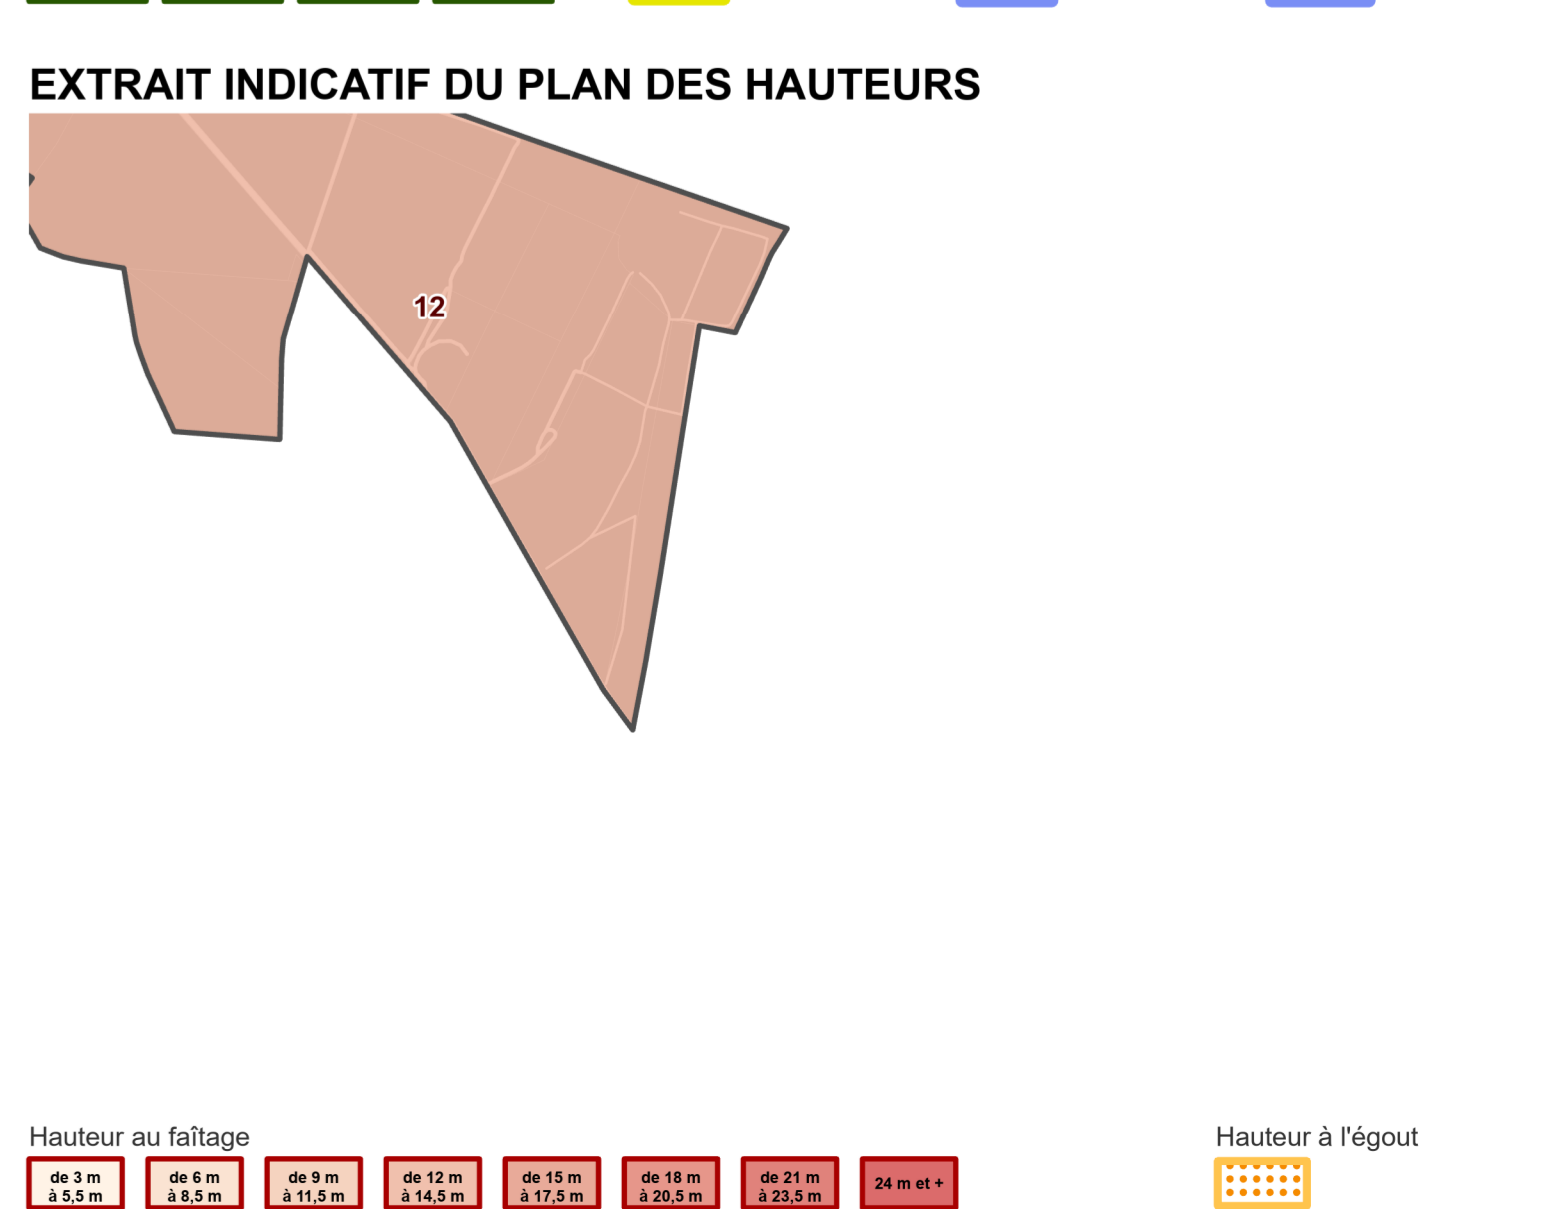 EXTRAIT INDICATIF DU PLAN DES HAUTEURS
12
Hauteur au faîtage
Hauteur à l'égout
de 3 m
à 5,5 m
de 6 m
à 8,5 m
de 9 m
à 11,5 m
de 12 m
à 14,5 m
de 15 m
à 17,5 m
de 18 m
à 20,5 m
de 21 m
à 23,5 m
24 m et +